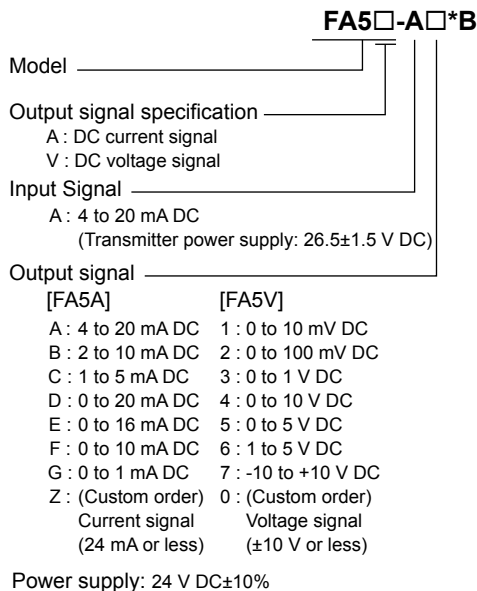 FA5□-A□*B
Model
Output signal specification
A : DC current signal
V : DC voltage signal
Input Signal
A : 4 to 20 mA DC
(Transmitter power supply: 26.5±1.5 V DC)
Output signal
[FA5A] [FA5V]
A : 4 to 20 mA DC 1 : 0 to 10 mV DC
B : 2 to 10 mA DC 2 : 0 to 100 mV DC
C : 1 to 5 mA DC 3 : 0 to 1 V DC
D : 0 to 20 mA DC 4 : 0 to 10 V DC
E : 0 to 16 mA DC 5 : 0 to 5 V DC
F : 0 to 10 mA DC 6 : 1 to 5 V DC
G : 0 to 1 mA DC 7 : -10 to +10 V DC
Z : (Custom order) 0 : (Custom order)
Current signal Voltage signal
(24 mA or less) (±10 V or less)
Power supply: 24 V DC±10%